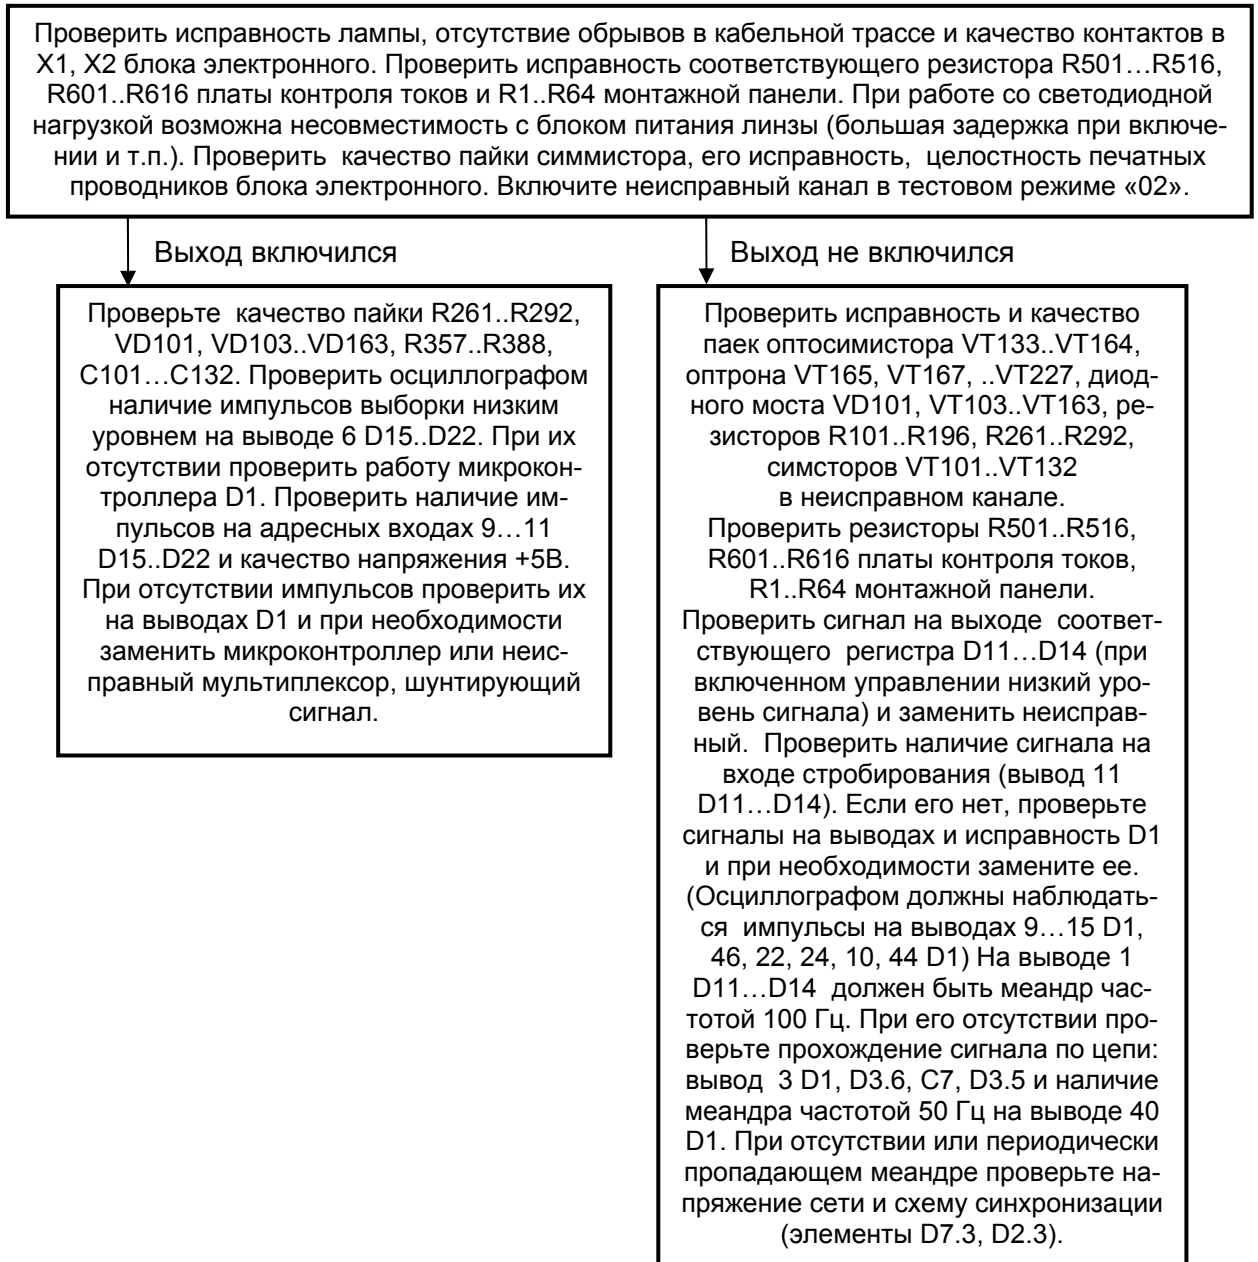 Проверить исправность лампы, отсутствие обрывов в кабельной трассе и качество контактов в
X1, X2 блока электронного. Проверить исправность соответствующего резистора R501…R516,
R601..R616 платы контроля токов и R1..R64 монтажной панели. При работе со светодиодной
нагрузкой возможна несовместимость с блоком питания линзы (большая задержка при включе-
нии и т.п.). Проверить качество пайки симмистора, его исправность, целостность печатных
проводников блока электронного. Включите неисправный канал в тестовом режиме «02».
Выход включился
Проверьте качество пайки R261..R292,
VD101, VD103..VD163, R357..R388,
C101…C132. Проверить осциллографом
наличие импульсов выборки низким
уровнем на выводе 6 D15..D22. При их
отсутствии проверить работу микрокон-
троллера D1. Проверить наличие им-
пульсов на адресных входах 9…11
D15..D22 и качество напряжения +5В.
При отсутствии импульсов проверить их
на выводах D1 и при необходимости
заменить микроконтроллер или неис-
правный мультиплексор, шунтирующий
сигнал.
Выход не включился
Проверить исправность и качество
паек оптосимистора VT133..VT164,
оптрона VT165, VT167, ..VT227, диод-
ного моста VD101, VT103..VT163, ре-
зисторов R101..R196, R261..R292,
симсторов VT101..VT132
в неисправном канале.
Проверить резисторы R501..R516,
R601..R616 платы контроля токов,
R1..R64 монтажной панели.
Проверить сигнал на выходе соответ-
ствующего регистра D11…D14 (при
включенном управлении низкий уро-
вень сигнала) и заменить неисправ-
ный. Проверить наличие сигнала на
входе стробирования (вывод 11
D11…D14). Если его нет, проверьте
сигналы на выводах и исправность D1
и при необходимости замените ее.
(Осциллографом должны наблюдать-
ся импульсы на выводах 9…15 D1,
46, 22, 24, 10, 44 D1) На выводе 1
D11…D14 должен быть меандр час-
тотой 100 Гц. При его отсутствии про-
верьте прохождение сигнала по цепи:
вывод 3 D1, D3.6, C7, D3.5 и наличие
меандра частотой 50 Гц на выводе 40
D1. При отсутствии или периодически
пропадающем меандре проверьте на-
пряжение сети и схему синхронизации
(элементы D7.3, D2.3).